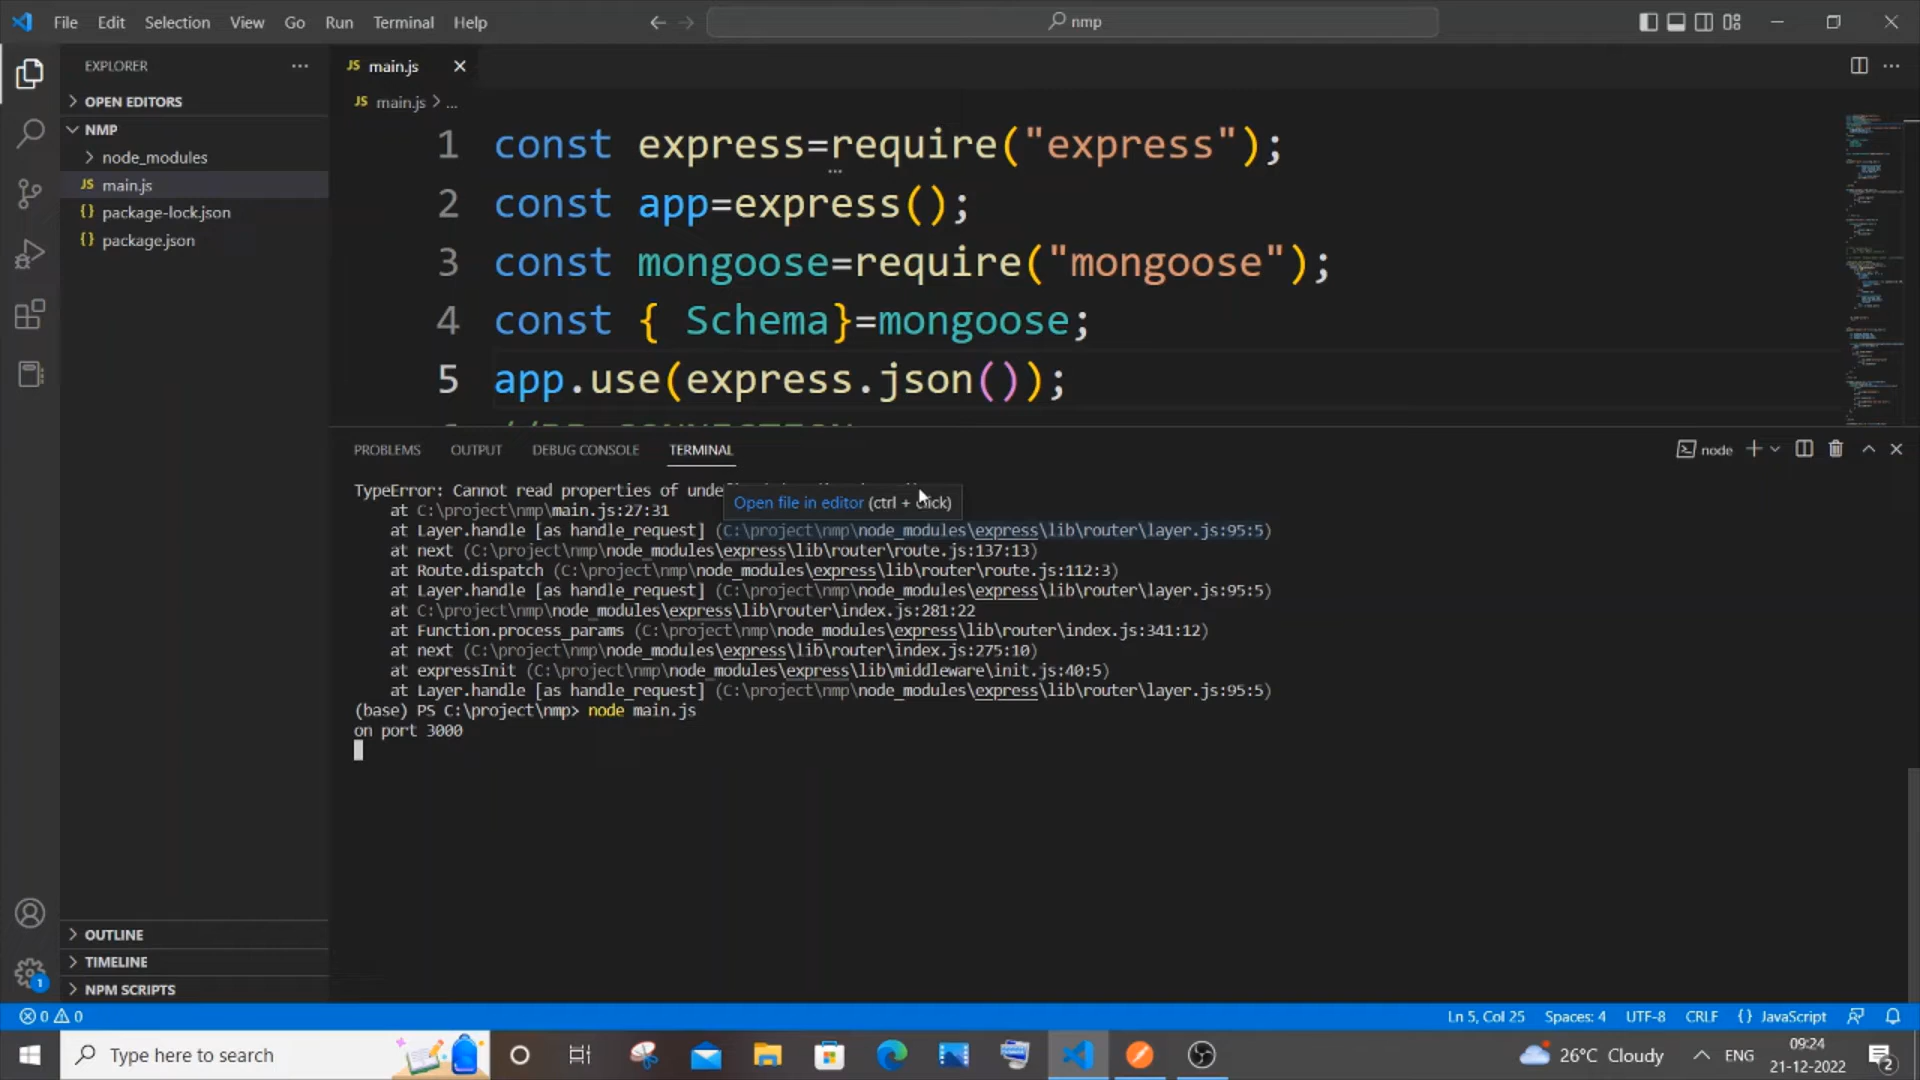 File Edit Selection View Go Run Terminal Help
nmp
EXPLORER
main.js
OPEN EDITORS
main.js > ...
NMP
node_modules
main.js
package-lock.json
package.json
1 const express=require("express");
2 const app=express();
3 const mongoose=require("mongoose");
4 const { Schema}=mongoose;
5 app.use(express.json());
PROBLEMS OUTPUT DEBUG CONSOLE TERMINAL
node
TypeError: Cannot read properties of
Open file in editor (ctrl + click)
at C:\project\nmp\main.js:27:31
at Layer.handle [as handle_request] (C:\project\nmp\node_modules\express\lib\router\layer.js:95:5)
at next (C:\project\nmp\node_modules\express\lib\router\route.js:137:13)
at Route.dispatch (C:\project\nmp\node_modules\express\lib\router\route.js:112:3)
at Layer.handle [as handle_request] (C:\project\nmp\node_modules\express\lib\router\layer.js:95:5)
at C:\project\nmp\node_modules\express\lib\router\index.js:281:22
at Function.process_params (C:\project\nmp\node_modules\express\lib\router\index.js:341:12)
at next (C:\project\nmp\node_modules\express\lib\router\index.js:275:10)
at expressInit (C:\project\nmp\node_modules\express\lib\middleware\init.js:40:5)
at Layer.handle [as handle_request] (C:\project\nmp\node_modules\express\lib\router\layer.js:95:5)
(base) PS C:\project\nmp> node main.js
on port 3000
OUTLINE
TIMELINE
NPM SCRIPTS
1
0 0
Ln 5, Col 25 Spaces: 4 UTF-8 CRLF {} JavaScript
Type here to search
26°C Cloudy
ENG
09:24
21-12-2022
2